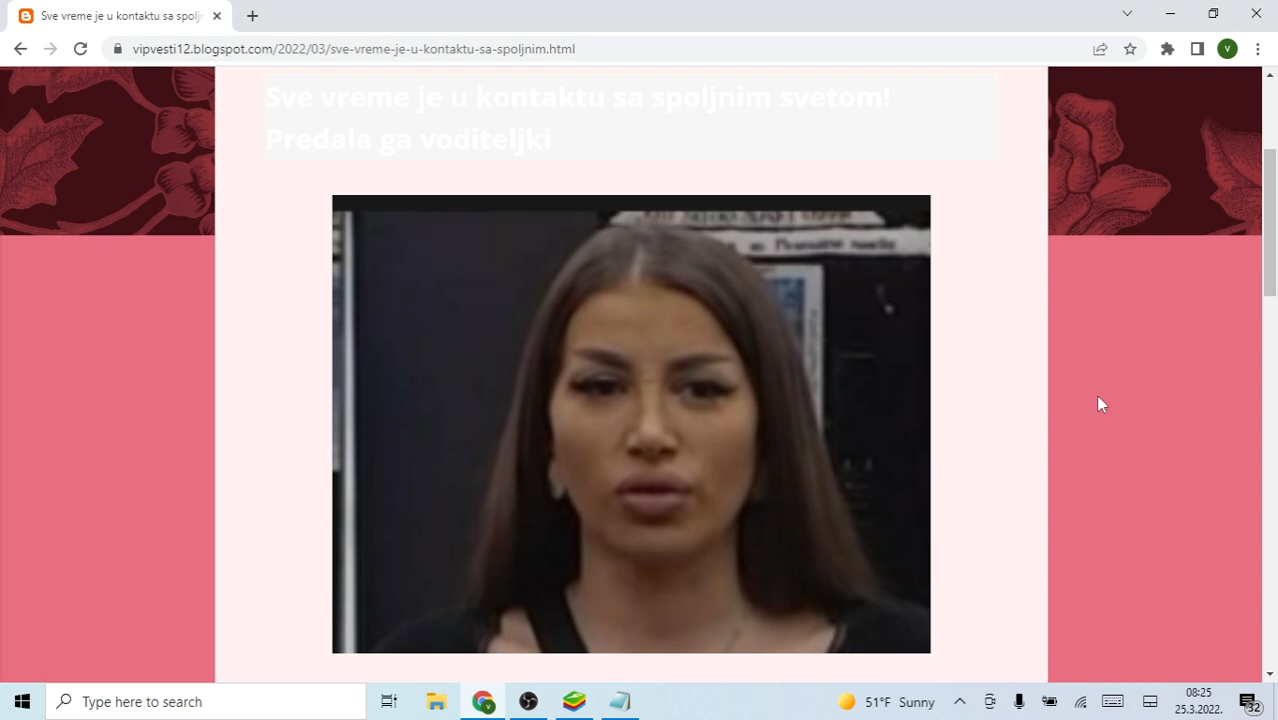 Sve vreme je u kontaktu sa spolj
vipvesti12.blogspot.com/2022/03/sve-vreme-je-u-kontaktu-sa-spoljnim.html
V
Sve vreme je u kontaktu sa spoljnim svetom!
Predala ga voditeljki
Type here to search
51°F Sunny
08:25
25.3.2022.
32